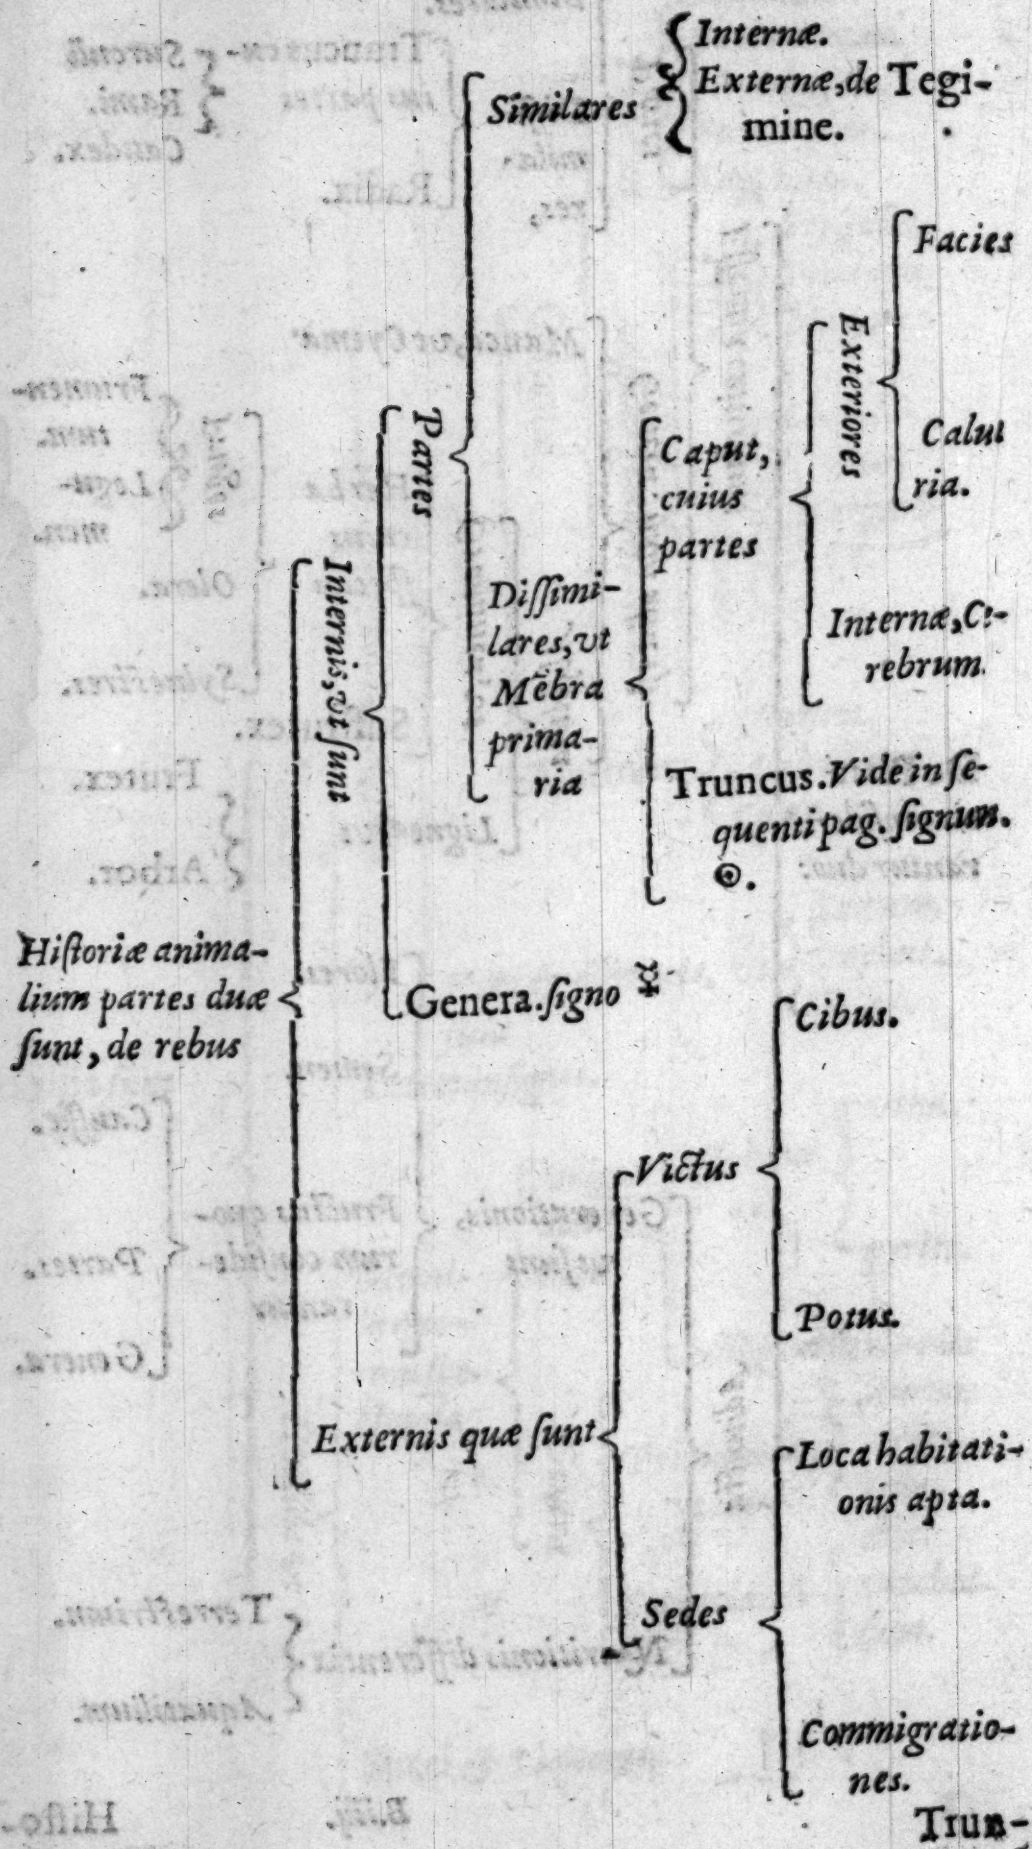 Historiæ anima-
lium partes duæ
sunt, de rebus
Internis, vt sunt
Partes
Similares
Internæ.
Externæ, de Tegi-
mine.
Dissimi-
lares, vt
Mēbra
prima-
ria
Caput,
cuius
partes
Exteriores
Facies
Calua
ria.
Internæ, Ce-
rebrum.
Truncus. Vide in se-
quenti pag. signum.
☉.
Genera. signo ☿
Externis quæ sunt
Victus
Cibus.
Potus.
Sedes
Loca habitati-
onis apta.
Commigratio-
nes.
Trun-